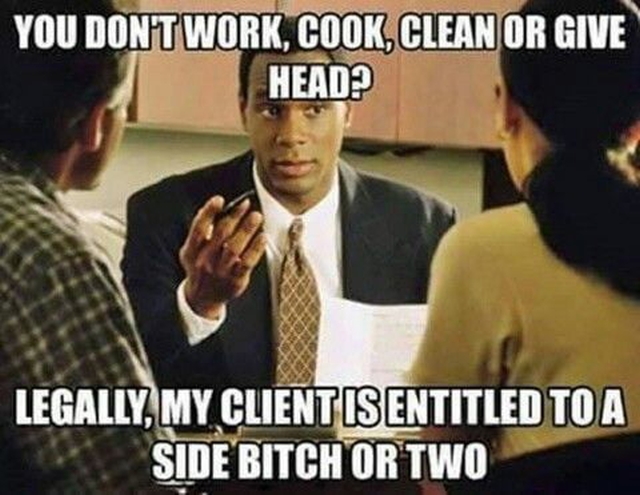 YOU DON'T WORK, COOK, CLEAN OR GIVE
HEAD?
LEGALLY, MY CLIENT IS ENTITLED TO A
SIDE BITCH OR TWO